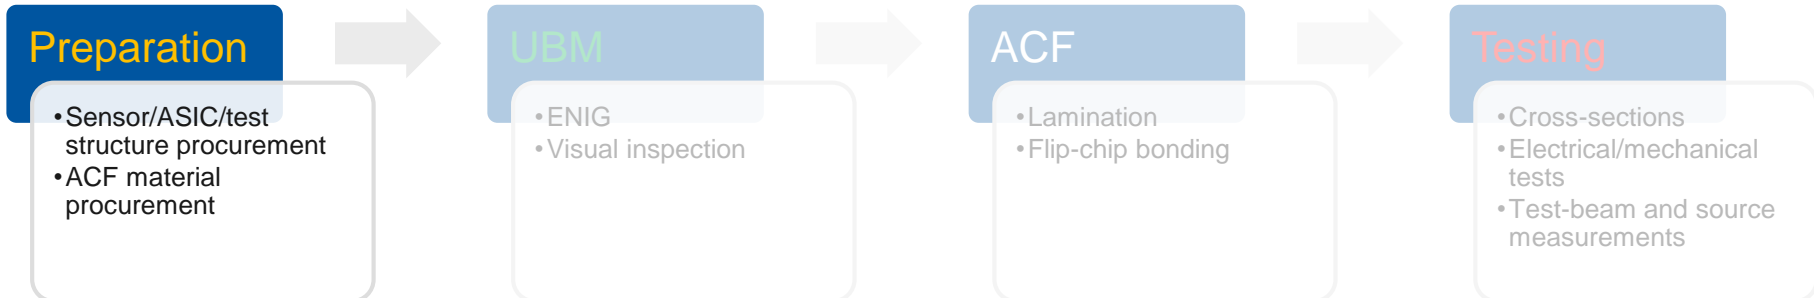 Preparation
•Sensor/ASIC/test
structure procurement
•ACF material
procurement
UBM
•ENIG
•Visual inspection
ACF
•Lamination
•Flip-chip bonding
Testing
•Cross-sections
•Electrical/mechanical
tests
•Test-beam and source
measurements